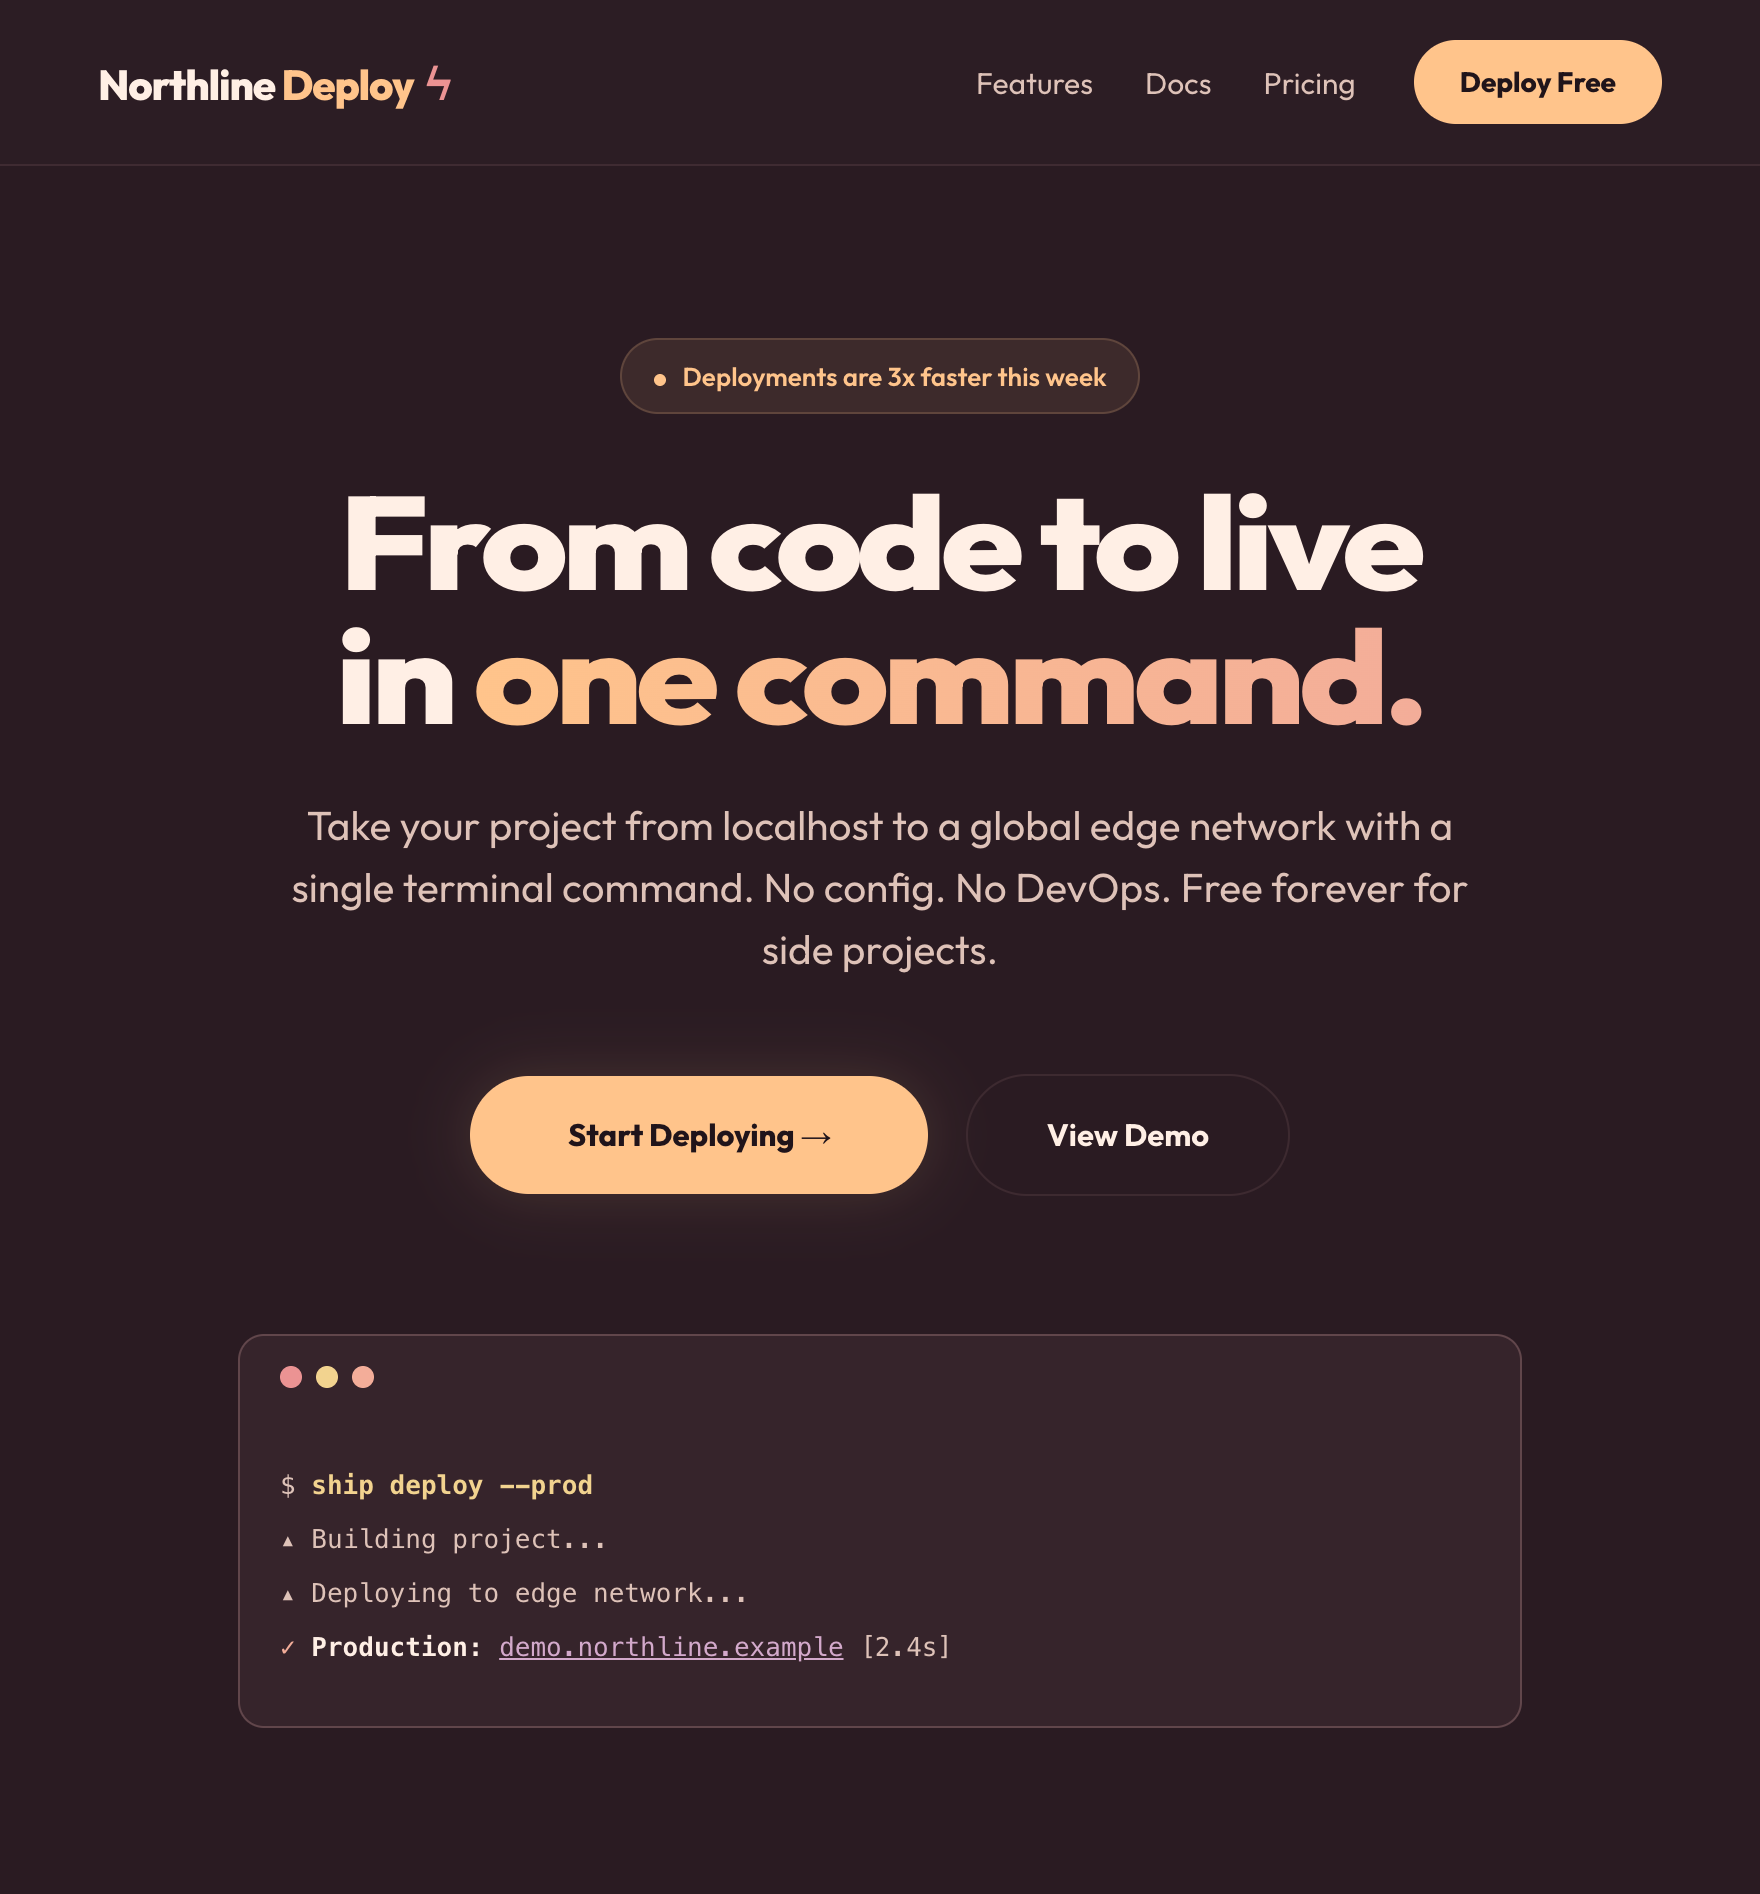 Northline Deploy ϟ
Features
Docs
Pricing
Deploy Free
Deployments are 3x faster this week
From code to live
in one command.
Take your project from localhost to a global edge network with a
single terminal command. No config. No DevOps. Free forever for
side projects.
Start Deploying →
View Demo
$ ship deploy --prod
▲ Building project...
▲ Deploying to edge network...
✓ Production: demo.northline.example [2.4s]